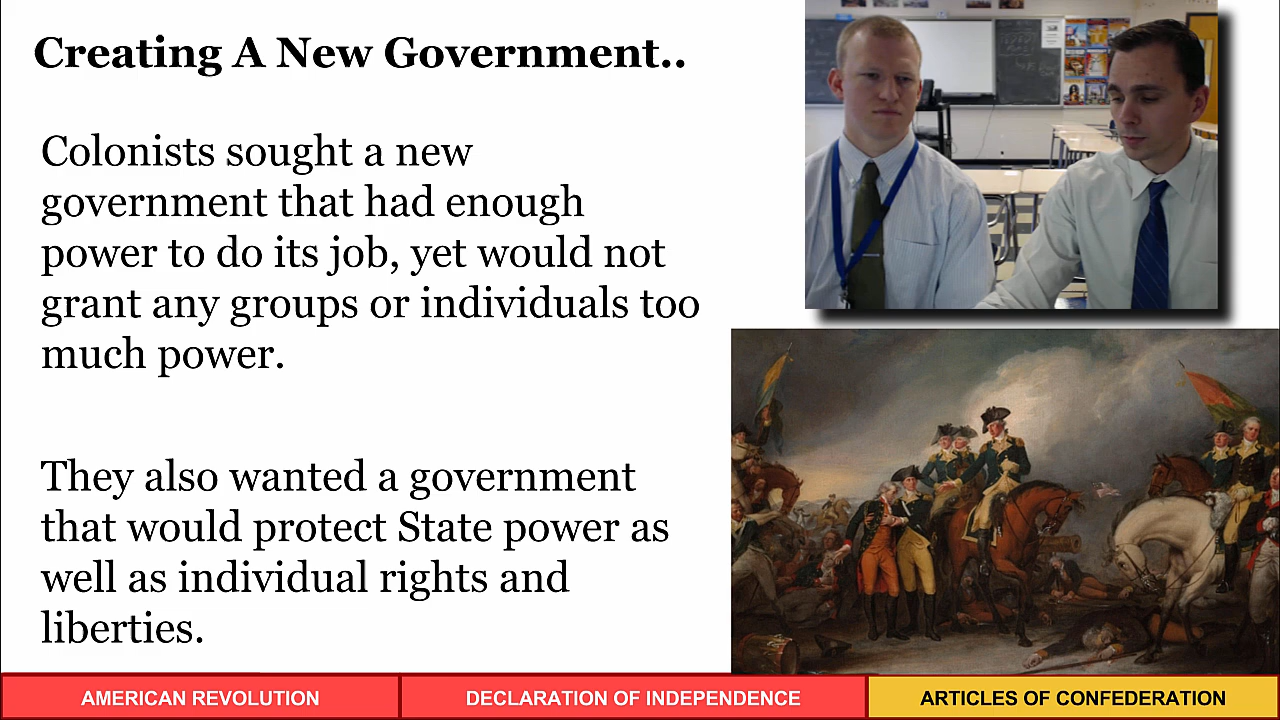 Creating A New Government..
Colonists sought a new
government that had enough
power to do its job, yet would not
grant any groups or individuals too
much power.
They also wanted a government
that would protect State power as
well as individual rights and
liberties.
AMERICAN REVOLUTION
DECLARATION OF INDEPENDENCE
ARTICLES OF CONFEDERATION